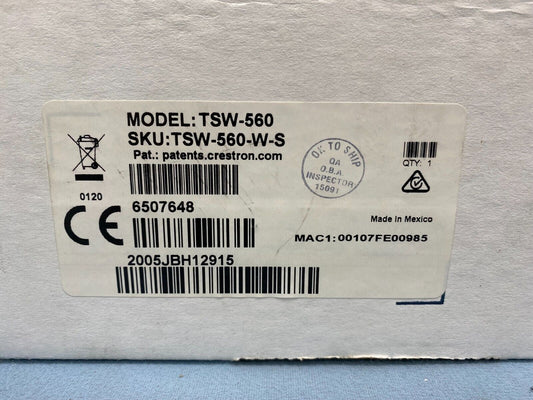 MODEL: TSW-560
SKU:TSW-560-W-S
Pat.: patents.crestron.com
OK TO SHIP
QA
O.B.A.
INSPECTOR
15091
QTY: 1
0120
6507648
Made in Mexico
MAC1: 00107FE00985
2005JBH12915